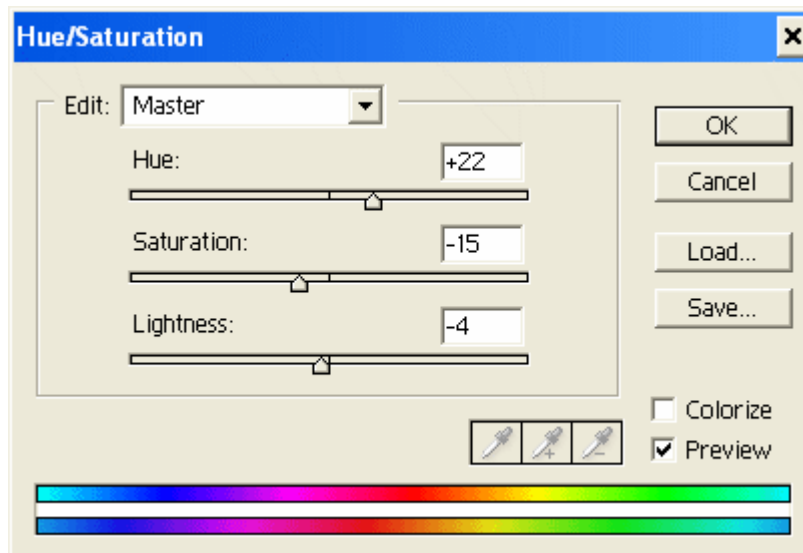 Hue/Saturation
Edit: Master
OK
Hue: +22
Cancel
Saturation: -15
Load...
Save...
Lightness: -4
Colorize
Preview